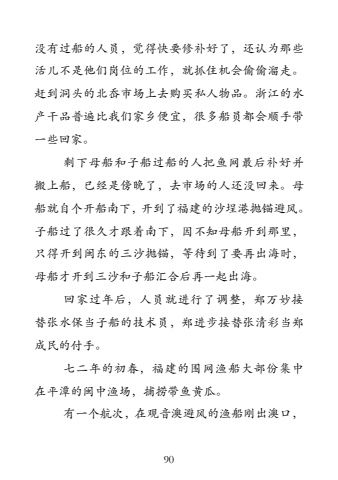 没有过船的人员，觉得快要修补好了，还认为那些
活儿不是他们岗位的工作，就抓住机会偷偷溜走。
赶到洞头的北岙市场上去购买私人物品。浙江的水
产干品普遍比我们家乡便宜，很多船员都会顺手带
一些回家。
剩下母船和子船过船的人把鱼网最后补好并
搬上船，已经是傍晚了，去市场的人还没回来。母
船就自个开船南下，开到了福建的沙埕港抛锚避风。
子船过了很久才跟着南下，因不知母船开到那里，
只得开到闽东的三沙抛锚，等待到了要再出海时，
母船才开到三沙和子船汇合后再一起出海。
回家过年后，人员就进行了调整，郑万妙接
替张水保当子船的技术员，郑进步接替张清彩当郑
成民的付手。
七二年的初春，福建的围网渔船大部份集中
在平潭的闽中渔场，捕捞带鱼黄瓜。
有一个航次，在观音澳避风的渔船刚出澳口，
90